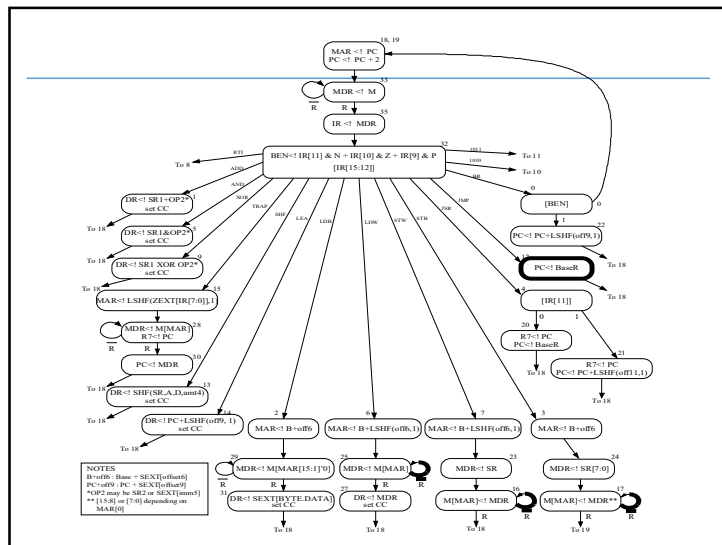 18, 19
MAR <! PC
PC <! PC + 2
33
MDR <! M
R
R
35
IR <! MDR
32
BEN<! IR[11] & N + IR[10] & Z + IR[9] & P
[IR[15:12]]
RTI
To 8
1011
To 11
1010
To 10
BR
ADD
AND
XOR
TRAP
SHF
LEA
LDB
LDW
STW
STB
JSR
JMP
1
DR<! SR1+OP2*
set CC
To 18
5
DR<! SR1&OP2*
set CC
To 18
9
DR<! SR1 XOR OP2*
set CC
To 18
15
MAR<! LSHF(ZEXT[IR[7:0]],1)
28
MDR<! M[MAR]
R7<! PC
R
R
30
PC<! MDR
To 18
13
DR<! SHF(SR,A,D,amt4)
set CC
To 18
14
DR<! PC+LSHF(off9, 1)
set CC
To 18
0
[BEN]
0
1
22
PC<! PC+LSHF(off9,1)
To 18
12
PC<! BaseR
To 18
4
[IR[11]]
0
1
20
R7<! PC
PC<! BaseR
To 18
21
R7<! PC
PC<! PC+LSHF(off11,1)
To 18
2
MAR<! B+off6
6
MAR<! B+LSHF(off6,1)
7
MAR<! B+LSHF(off6,1)
3
MAR<! B+off6
29
MDR<! M[MAR[15:1]'0]
R
R
25
MDR<! M[MAR]
R
R
23
MDR<! SR
24
MDR<! SR[7:0]
31
DR<! SEXT[BYTE.DATA]
set CC
To 18
27
DR<! MDR
set CC
To 18
16
M[MAR]<! MDR
R
R
To 18
17
M[MAR]<! MDR**
R
R
To 19
NOTES
B+off6 : Base + SEXT[offset6]
PC+off9 : PC + SEXT[offset9]
*OP2 may be SR2 or SEXT[imm5]
** [15:8] or [7:0] depending on
MAR[0]